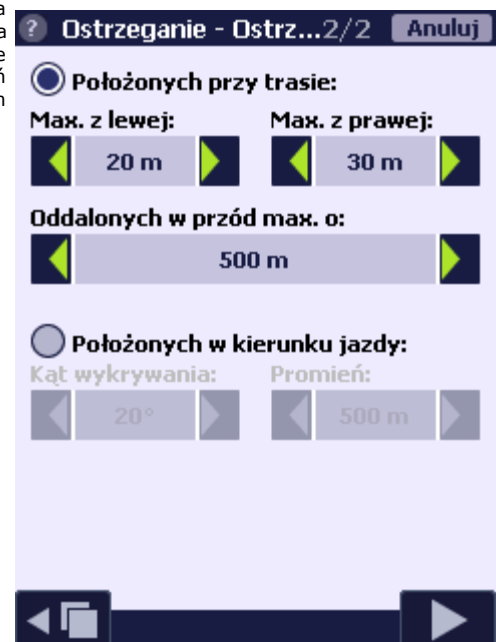 ? Ostrzeganie - Ostrz...2/2 Anuluj
Położonych przy trasie:
Max. z lewej: Max. z prawej:
20 m 30 m
Oddalonych w przód max. o:
500 m
Położonych w kierunku jazdy:
Kąt wykrywania: Promień:
20° 500 m